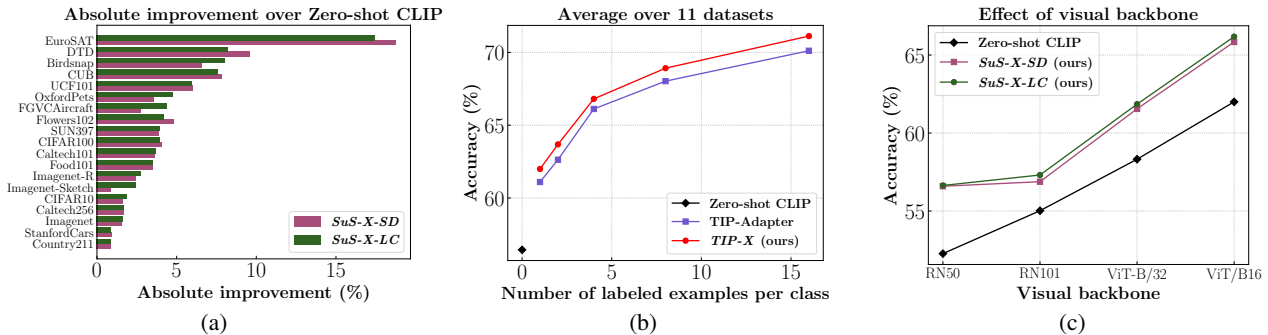 Absolute improvement over Zero-shot CLIP
EuroSAT
DTD
Birdsnap
CUB
UCF101
OxfordPets
FGVCAircraft
Flowers102
SUN397
CIFAR100
Caltech101
Food101
Imagenet-R
Imagenet-Sketch
CIFAR10
Caltech256
Imagenet
StanfordCars
Country211
SuS-X-SD
SuS-X-LC
0 5 10 15
Absolute improvement (%)
(a)
Average over 11 datasets
Accuracy (%)
70
65
60
Zero-shot CLIP
TIP-Adapter
TIP-X (ours)
0 5 10 15
Number of labeled examples per class
(b)
Effect of visual backbone
Zero-shot CLIP
SuS-X-SD (ours)
SuS-X-LC (ours)
Accuracy (%)
65
60
55
RN50 RN101 ViT-B/32 ViT/B16
Visual backbone
(c)